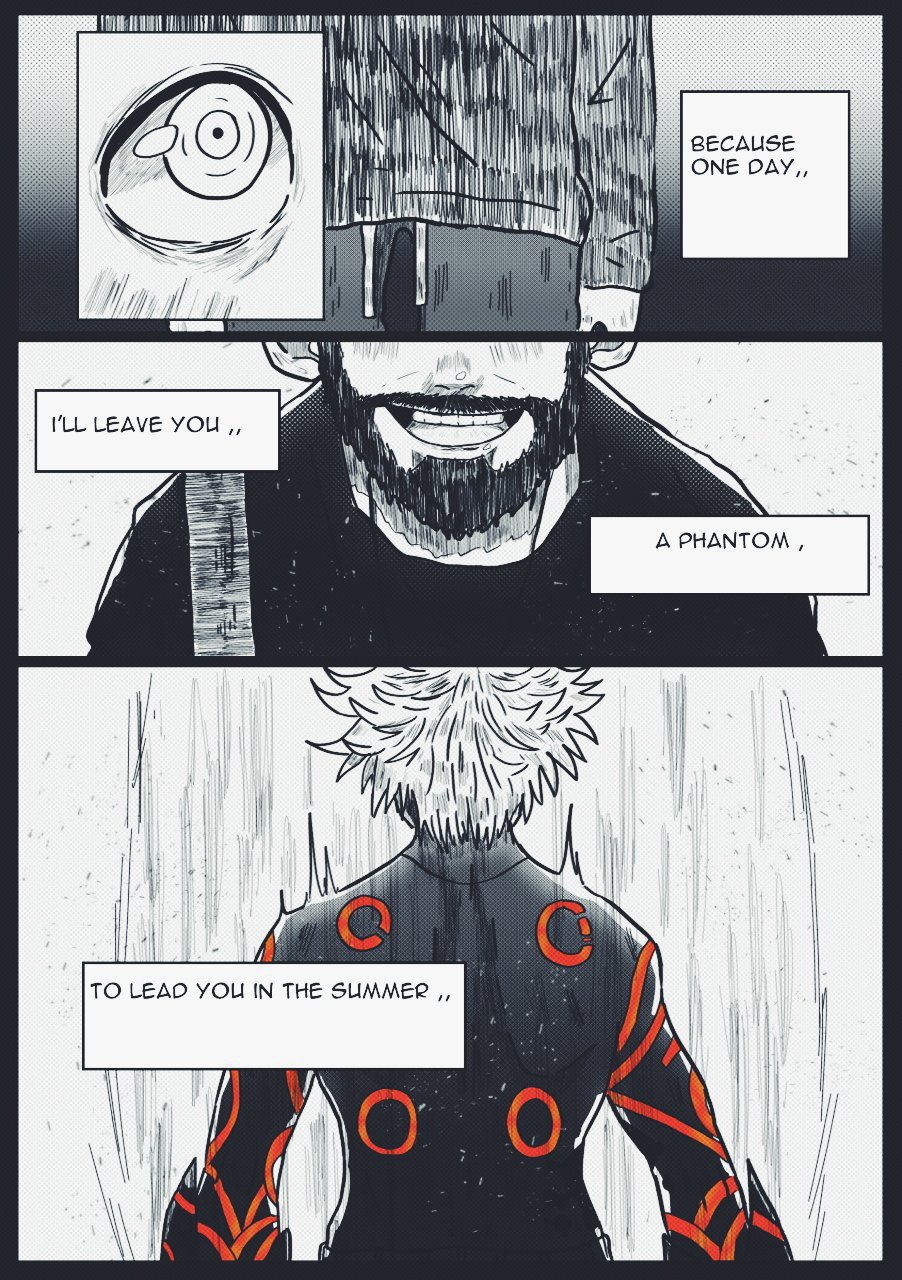 BECAUSE
ONE DAY,,
I'LL LEAVE YOU ,,
A PHANTOM ,
TO LEAD YOU IN THE SUMMER ,,